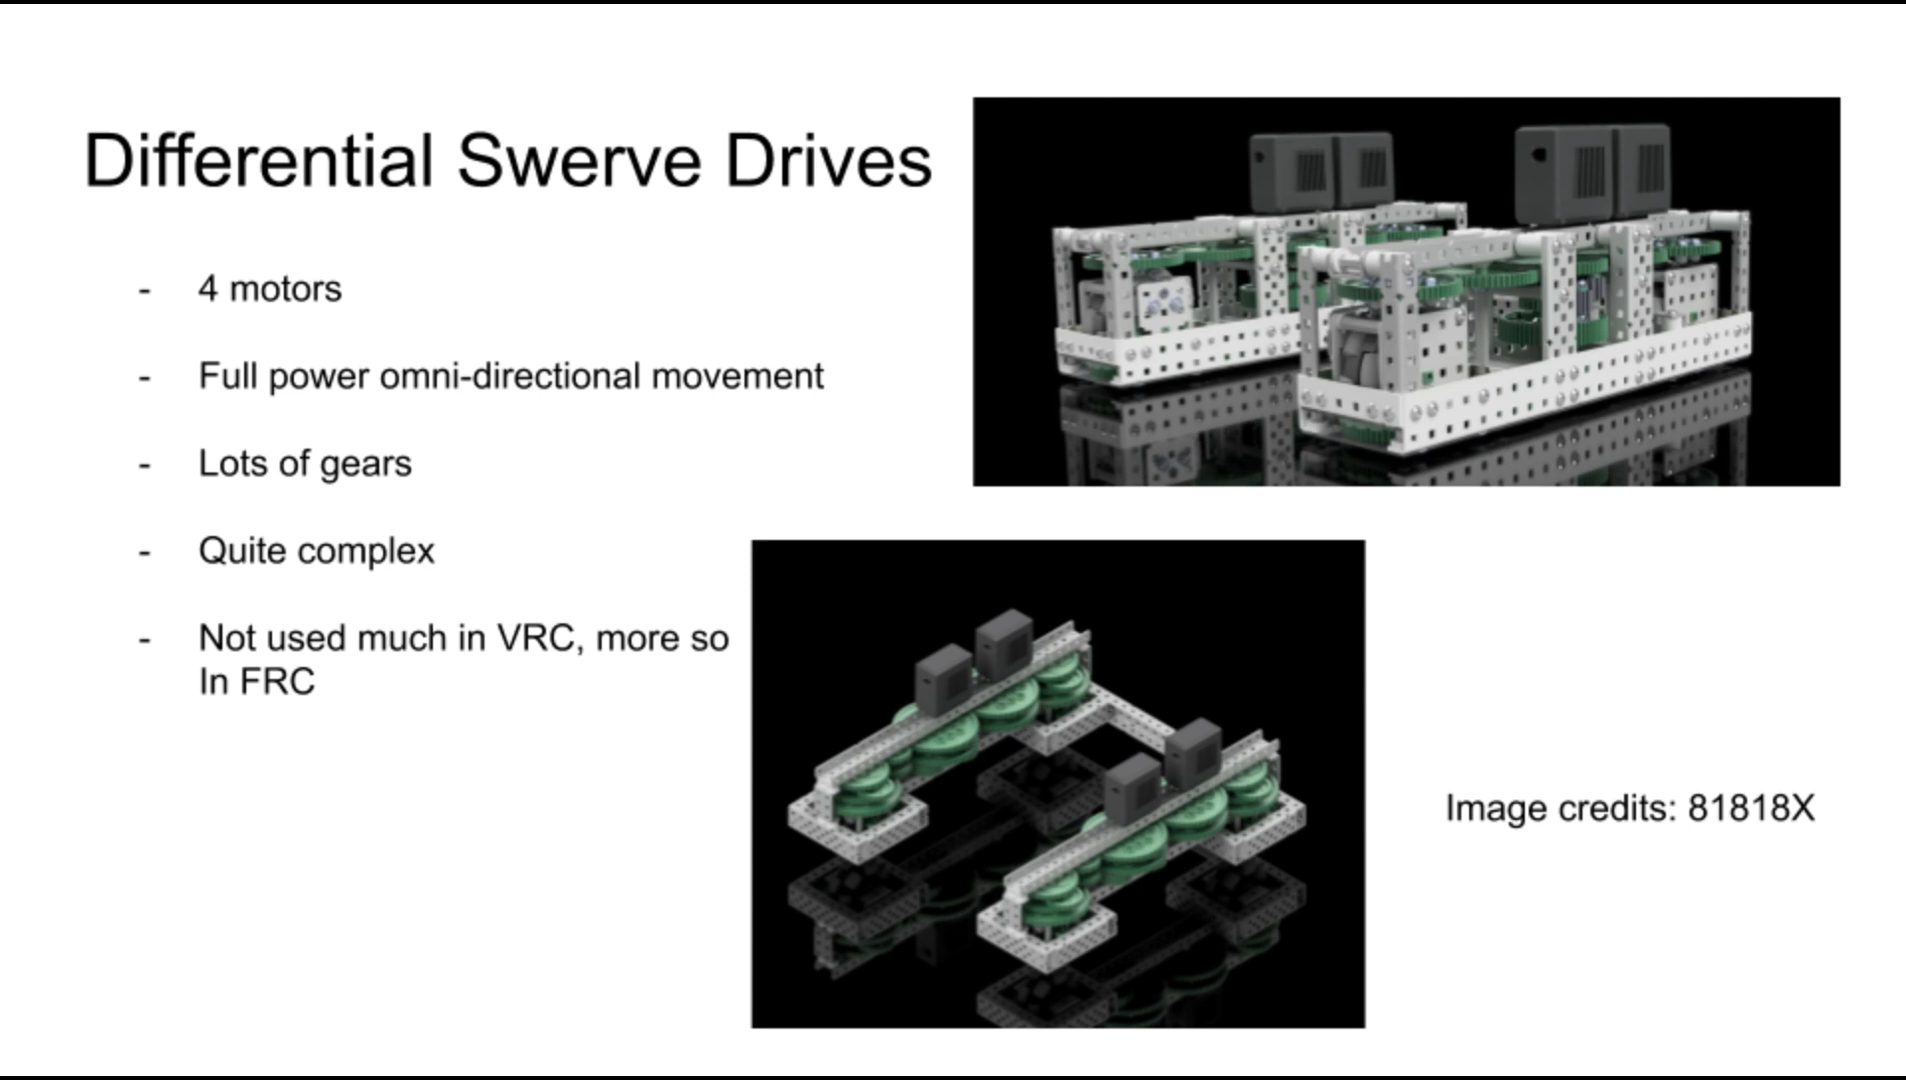 Differential Swerve Drives
- 4 motors
- Full power omni-directional movement
- Lots of gears
- Quite complex
- Not used much in VRC, more so
In FRC
Image credits: 81818X